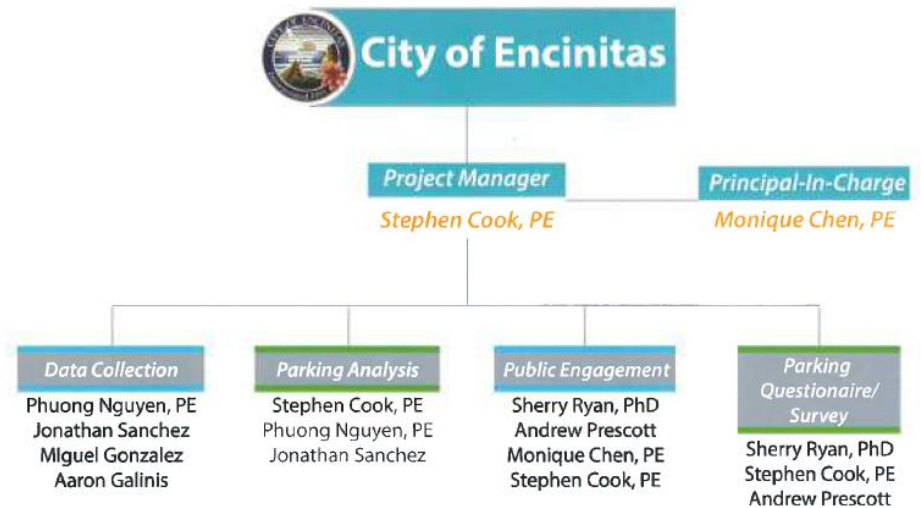 CITY OF ENCINITAS
City of Encinitas
Project Manager
Stephen Cook, PE
Principal-In-Charge
Monique Chen, PE
Data Collection
Phuong Nguyen, PE
Jonathan Sanchez
Miguel Gonzalez
Aaron Galinis
Parking Analysis
Stephen Cook, PE
Phuong Nguyen, PE
Jonathan Sanchez
Public Engagement
Sherry Ryan, PhD
Andrew Prescott
Monique Chen, PE
Stephen Cook, PE
Parking
Questionaire/
Survey
Sherry Ryan, PhD
Stephen Cook, PE
Andrew Prescott